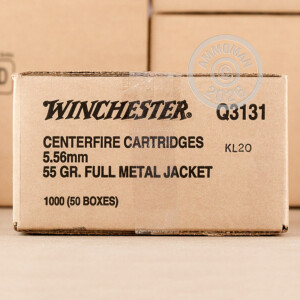 WINCHESTER® Q3131
CENTERFIRE CARTRIDGES
5.56mm KL20
55 GR. FULL METAL JACKET
1000 (50 BOXES)